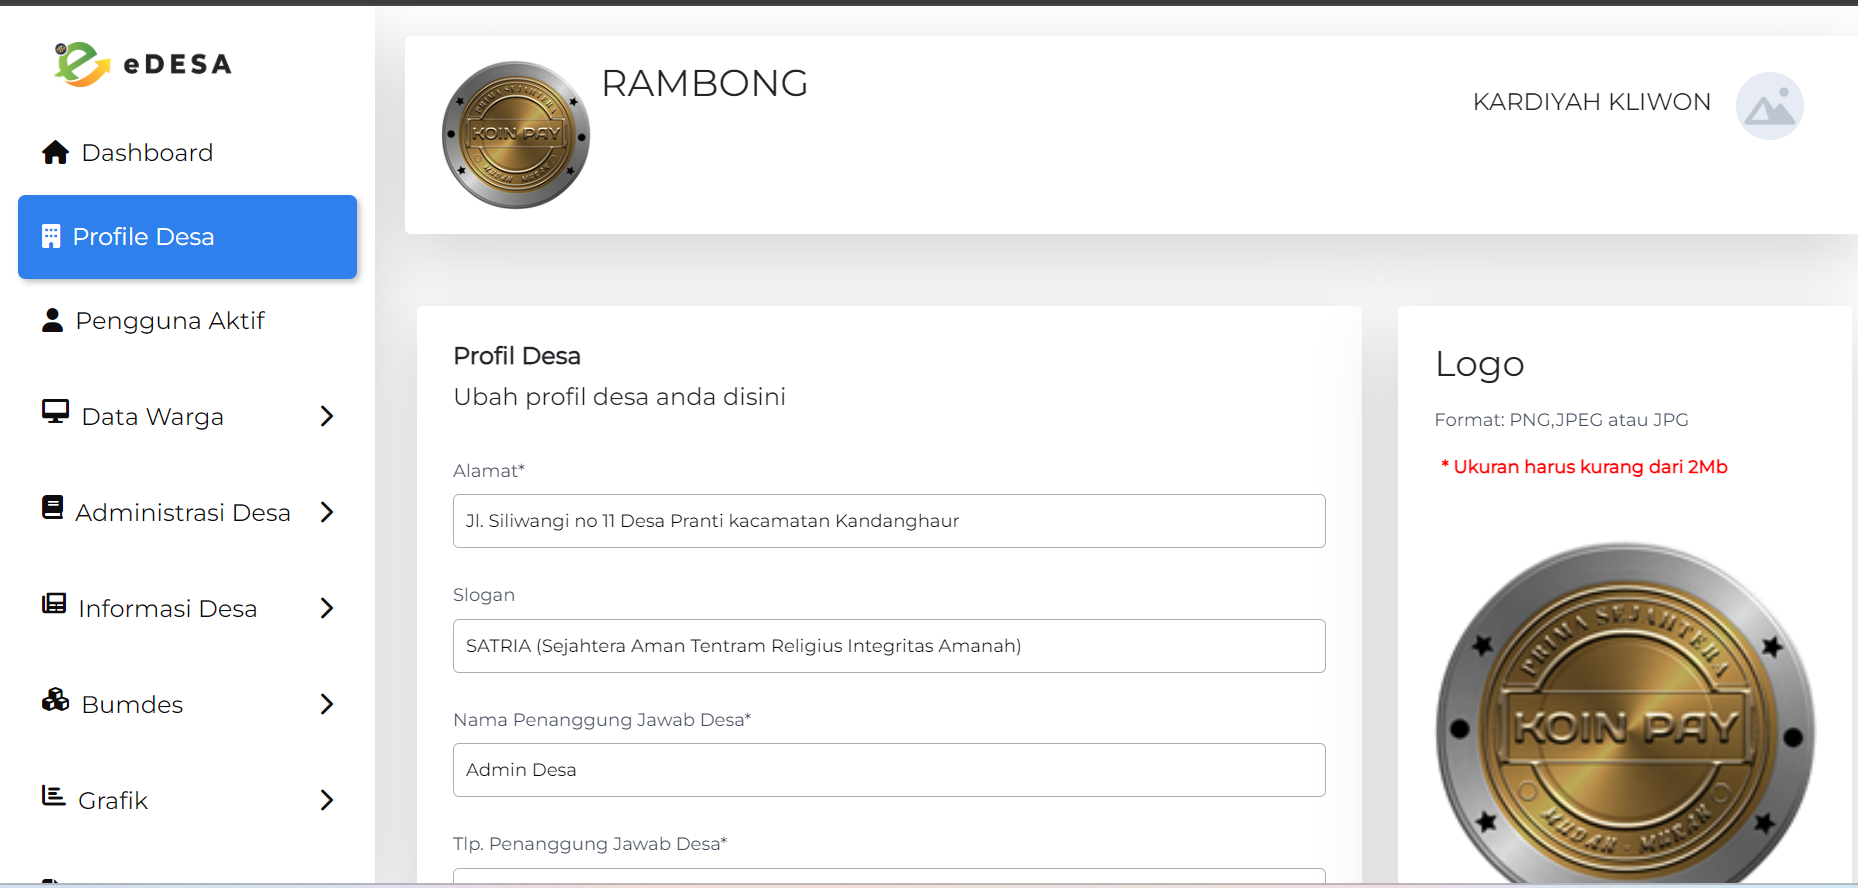 eDESA
Dashboard
Profile Desa
Pengguna Aktif
Data Warga
Administrasi Desa
Informasi Desa
Bumdes
Grafik
PRIMA SEJAHTERA
KOIN PAY
MUDAH - MURAH
RAMBONG
KARDIYAH KLIWON
Profil Desa
Ubah profil desa anda disini
Alamat*
Jl. Siliwangi no 11 Desa Pranti kacamatan Kandanghaur
Slogan
SATRIA (Sejahtera Aman Tentram Religius Integritas Amanah)
Nama Penanggung Jawab Desa*
Admin Desa
Tlp. Penanggung Jawab Desa*
Logo
Format: PNG,JPEG atau JPG
* Ukuran harus kurang dari 2Mb
PRIMA SEJAHTERA
KOIN PAY
MUDAH - MURAH